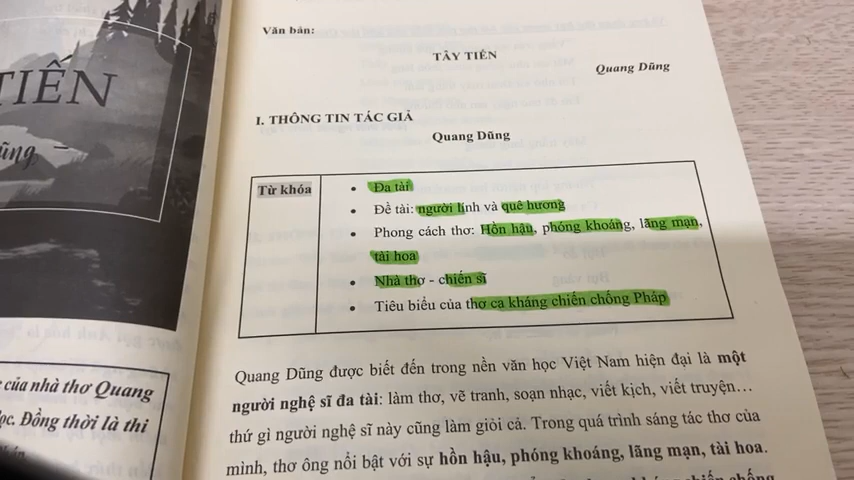 TIẾN
của nhà thơ Quang
ọc. Đồng thời là thi
Văn bản:
TÂY TIẾN
Quang Dũng
I. THÔNG TIN TÁC GIẢ
Quang Dũng
Từ khóa
• Đa tài
• Đề tài: người lính và quê hương
• Phong cách thơ: Hồn hậu, phóng khoáng, lãng mạn,
tài hoa
• Nhà thơ - chiến sĩ
• Tiêu biểu của thơ ca kháng chiến chống Pháp
Quang Dũng được biết đến trong nền văn học Việt Nam hiện đại là một
người nghệ sĩ đa tài: làm thơ, vẽ tranh, soạn nhạc, viết kịch, viết truyện…
thứ gì người nghệ sĩ này cũng làm giỏi cả. Trong quá trình sáng tác thơ của
mình, thơ ông nổi bật với sự hồn hậu, phóng khoáng, lãng mạn, tài hoa.